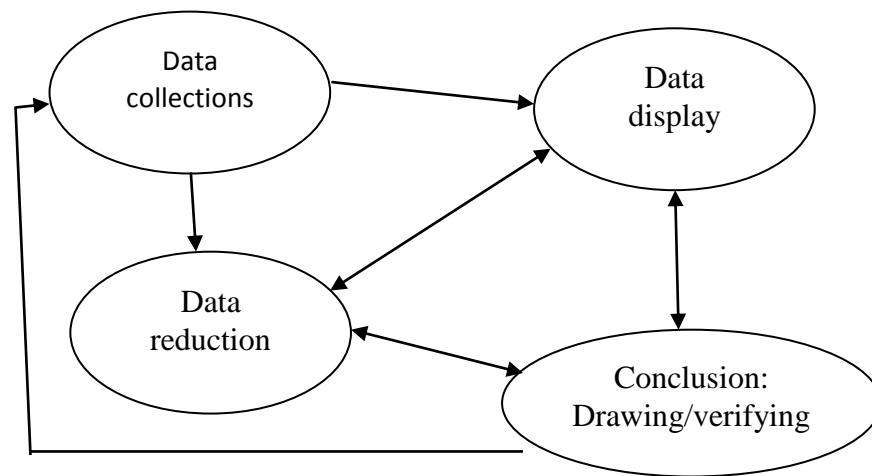 Data
collections
Data
display
Data
reduction
Conclusion:
Drawing/verifying